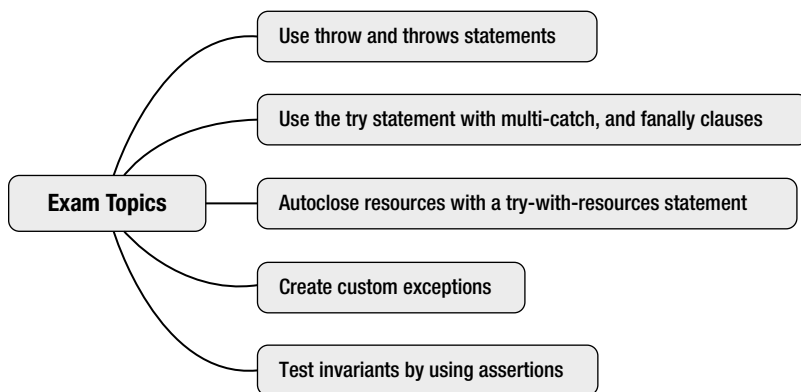 Use throw and throws statements
Use the try statement with multi-catch, and fanally clauses
Exam Topics
Autoclose resources with a try-with-resources statement
Create custom exceptions
Test invariants by using assertions